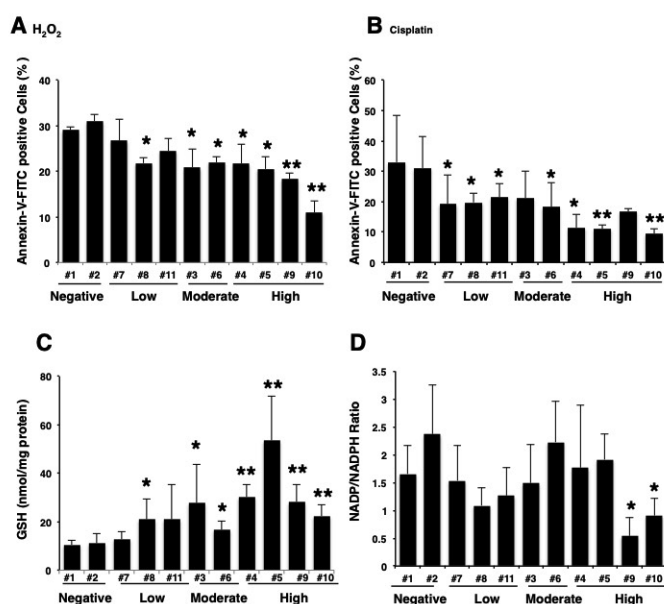 A H₂O₂
Annexin-V-FITC positive Cells (%)
40
30
20
10
0
* * * * * ** **
#1 #2 #7 #8 #11 #3 #6 #4 #5 #9 #10
Negative Low Moderate High
B Cisplatin
Annexin-V-FITC positive Cells (%)
60
50
40
30
20
10
0
* * * * * ** **
#1 #2 #7 #8 #11 #3 #6 #4 #5 #9 #10
Negative Low Moderate High
C
GSH (nmol/mg protein)
80
60
40
20
0
* * * ** ** ** **
#1 #2 #7 #8 #11 #3 #6 #4 #5 #9 #10
Negative Low Moderate High
D
NADP/NADPH Ratio
3.5
3
2.5
2
1.5
1
0.5
0
* *
#1 #2 #7 #8 #11 #3 #6 #4 #5 #9 #10
Negative Low Moderate High